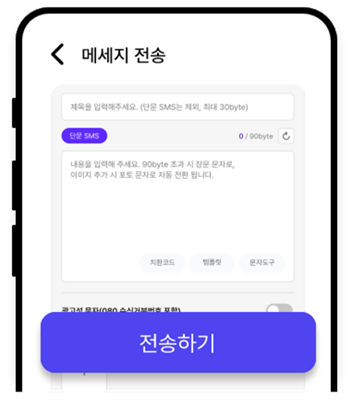 메세지 전송
제목을 입력해주세요. (단문 SMS는 제외, 최대 30byte)
단문 SMS
0 / 90byte
내용을 입력해 주세요. 90byte 초과 시 장문 문자로,
이미지 추가 시 포토 문자로 자동 전환 됩니다.
치환코드
템플릿
문자도구
광고성 문자(080 수신거부번호 포함)
전송하기